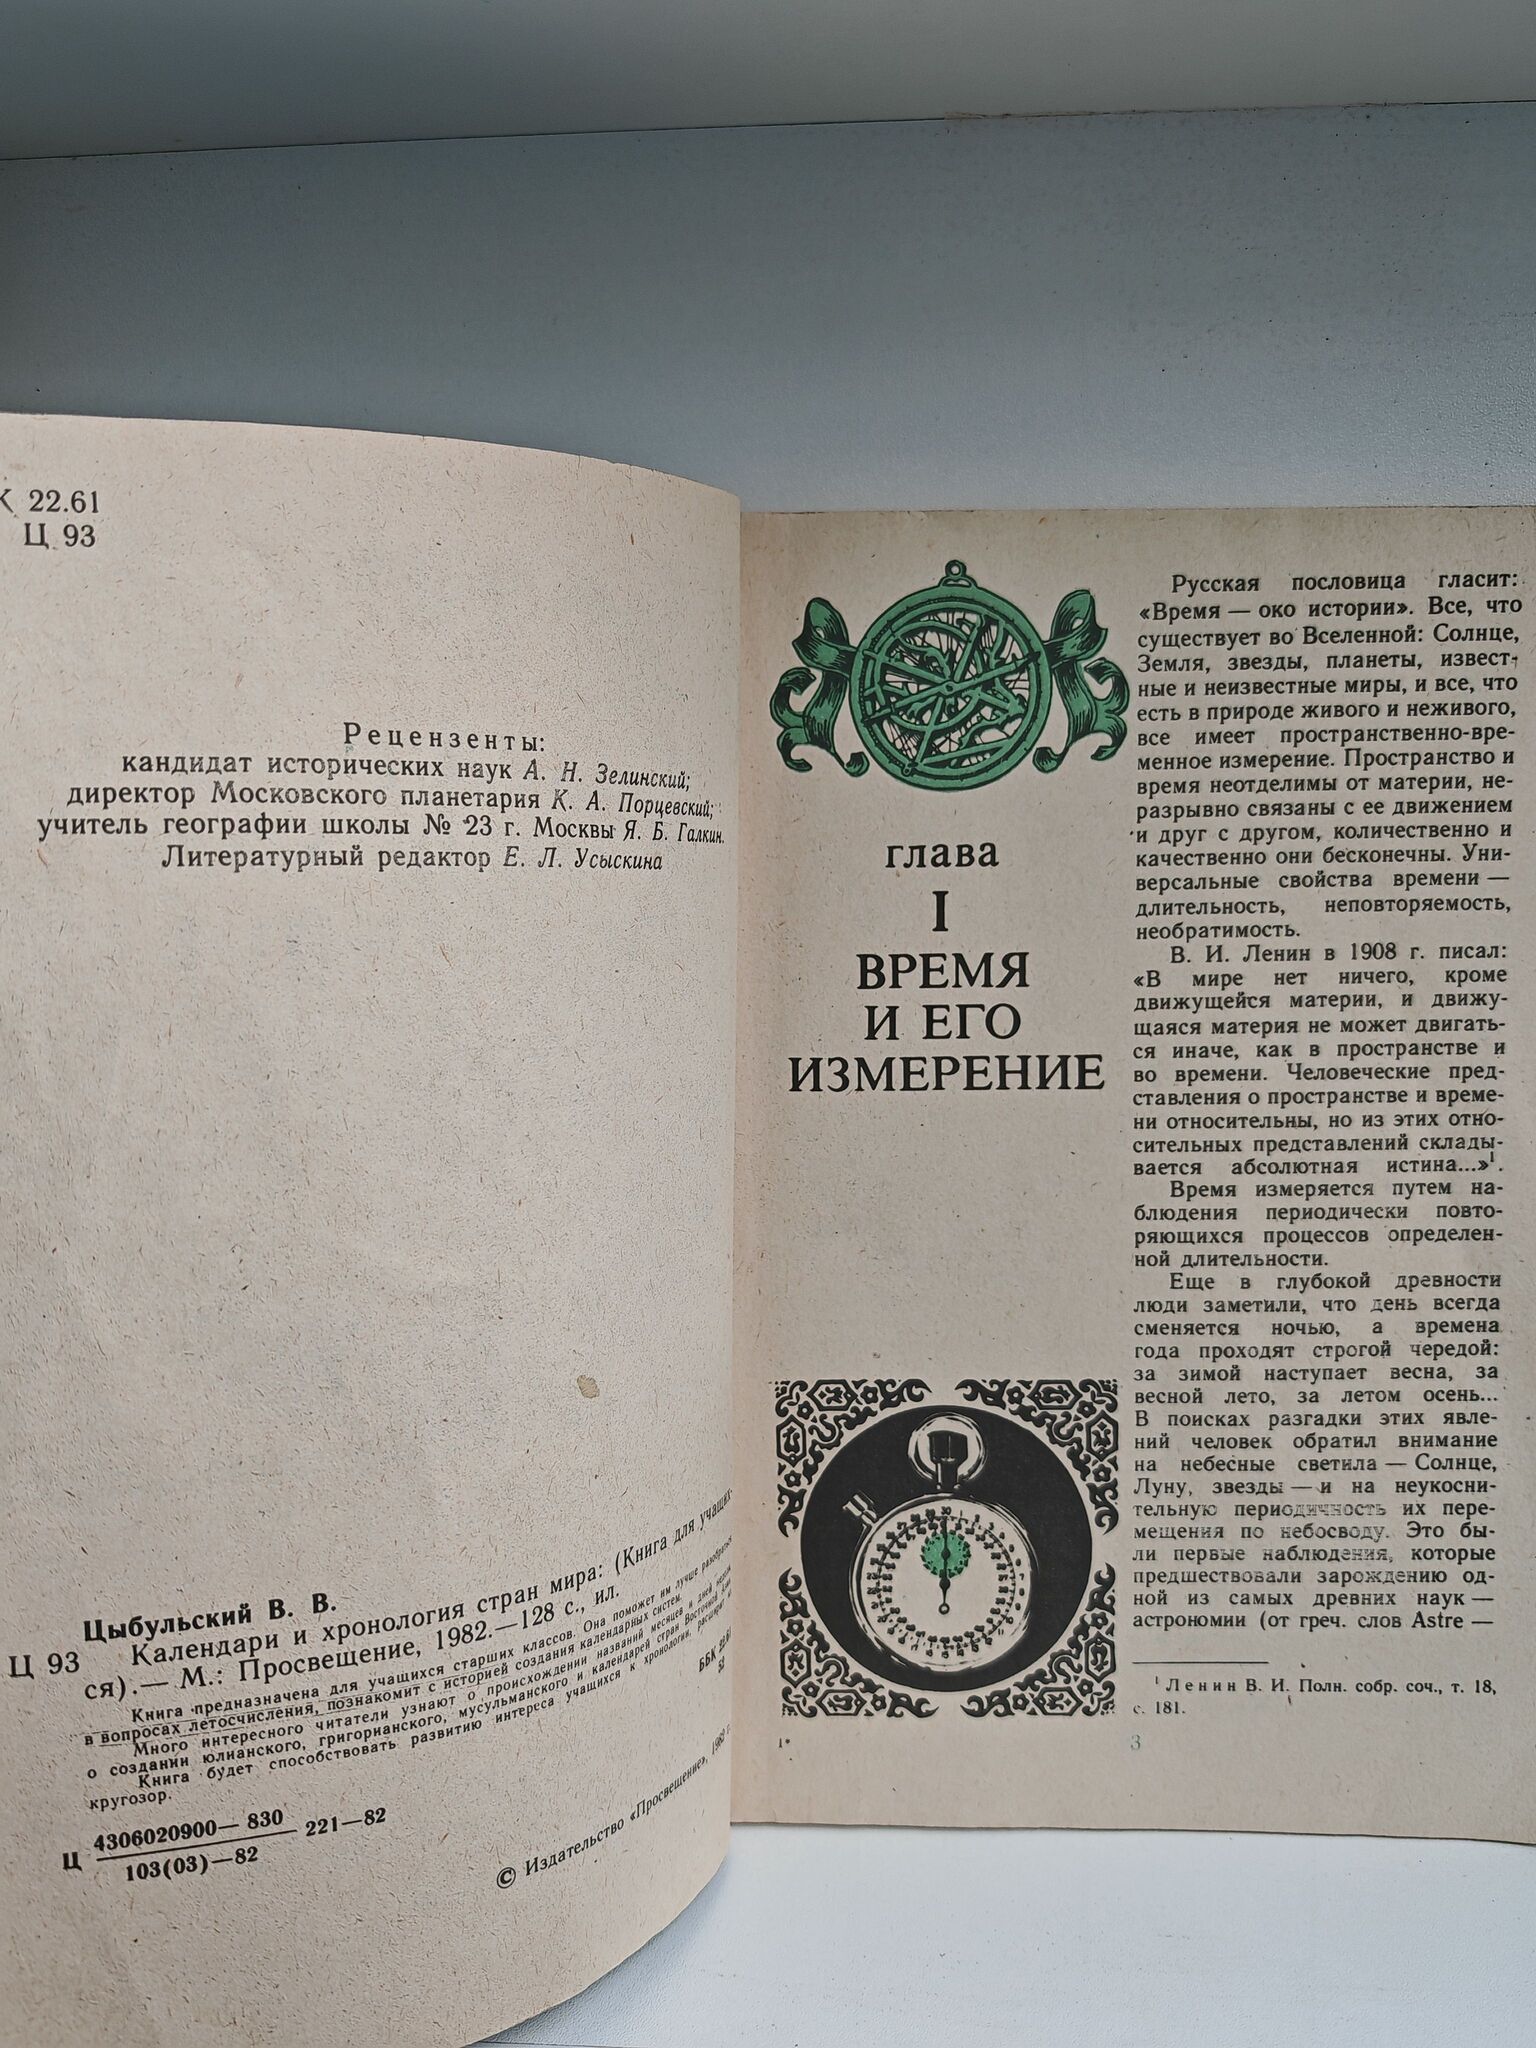 К 22.61
Ц 93
Рецензенты:
кандидат исторических наук А. Н. Зелинский;
директор Московского планетария К. А. Порцевский;
учитель географии школы № 23 г. Москвы Я. Б. Галкин.
Литературный редактор Е. Л. Усыскина
Цыбульский В. В.
Ц 93 Календари и хронология стран мира: (Книга для учащих-
ся).— М.: Просвещение, 1982.—128 с., ил.
Книга предназначена для учащихся старших классов. Она поможет им лучше разобраться
в вопросах летосчисления, познакомит с историей создания календарных систем.
Много интересного читатели узнают о происхождении названий месяцев и дней недели,
о создании юлианского, григорианского, мусульманского и календарей стран Восточной
Книга будет способствовать развитию интереса учащихся к хронологии, расширит
кругозор.
ББК 22.61
52
Ц 4306020900—830 221—82
103(03)—82
© Издательство «Просвещение», 1982 г.
глава
I
ВРЕМЯ
И ЕГО
ИЗМЕРЕНИЕ
Русская пословица гласит:
«Время — око истории». Все, что
существует во Вселенной: Солнце,
Земля, звезды, планеты, извест-
ные и неизвестные миры, и все, что
есть в природе живого и неживого,
все имеет пространственно-вре-
менное измерение. Пространство и
время неотделимы от материи, не-
разрывно связаны с ее движением
и друг с другом, количественно и
качественно они бесконечны. Уни-
версальные свойства времени —
длительность, неповторяемость,
необратимость.
В. И. Ленин в 1908 г. писал:
«В мире нет ничего, кроме
движущейся материи, и движу-
щаяся материя не может двигать-
ся иначе, как в пространстве и
во времени. Человеческие пред-
ставления о пространстве и време-
ни относительны, но из этих отно-
сительных представлений склады-
вается абсолютная истина...»¹.
Время измеряется путем на-
блюдения периодически повто-
ряющихся процессов определен-
ной длительности.
Еще в глубокой древности
люди заметили, что день всегда
сменяется ночью, а времена
года проходят строгой чередой:
за зимой наступает весна, за
весной лето, за летом осень...
В поисках разгадки этих явле-
ний человек обратил внимание
на небесные светила — Солнце,
Луну, звезды — и на неукосни-
тельную периодичность их пере-
мещения по небосводу. Это бы-
ли первые наблюдения, которые
предшествовали зарождению од-
ной из самых древних наук —
астрономии (от греч. слов Astre —
¹ Ленин В. И. Полн. собр. соч., т. 18,
с. 181.
1*
3